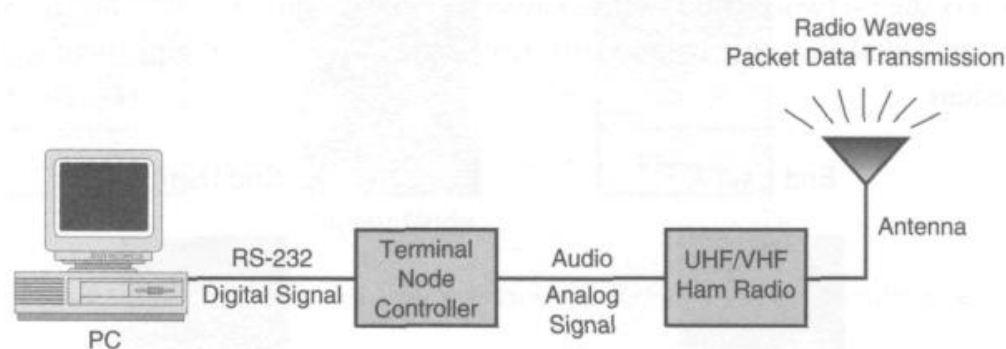 Radio Waves
Packet Data Transmission
Antenna
RS-232
Digital Signal
Terminal
Node
Controller
Audio
Analog
Signal
UHF/VHF
Ham Radio
PC